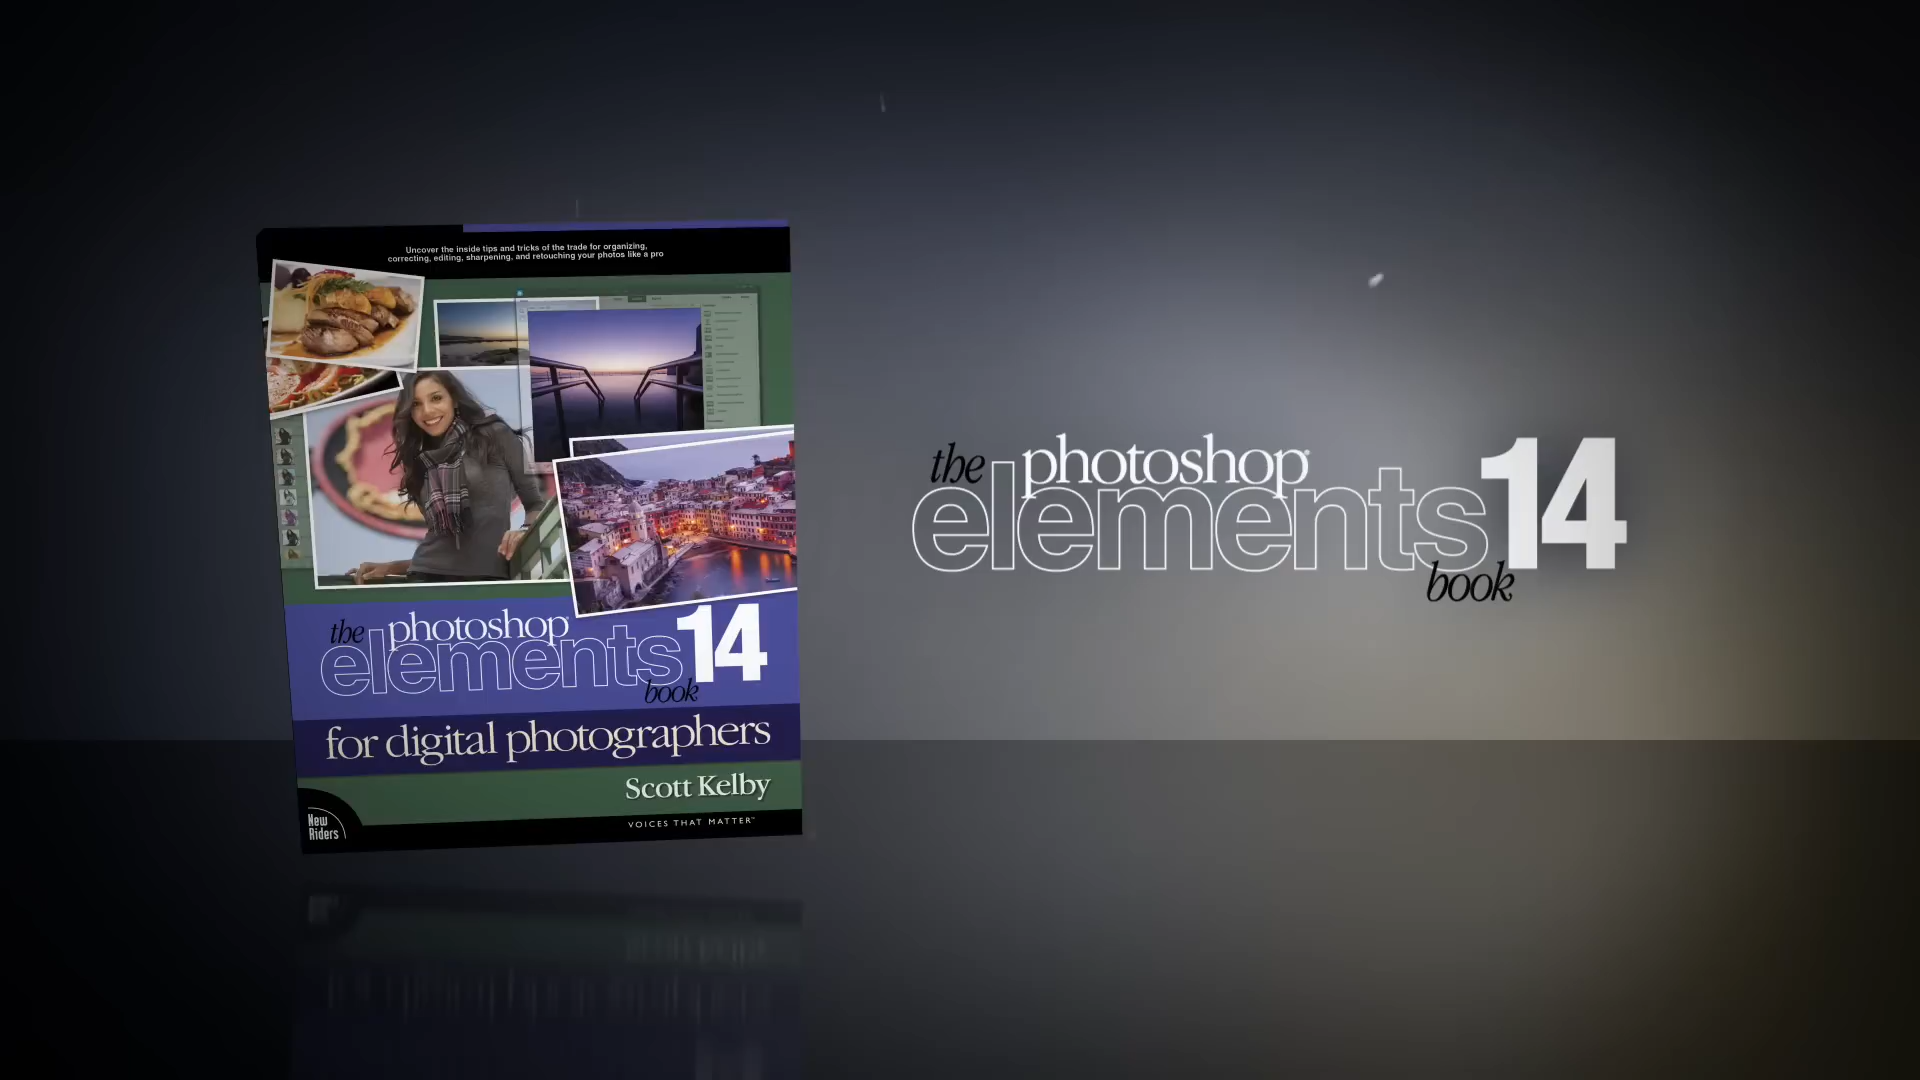 Uncover the inside tips and tricks of the trade for organizing,
correcting, editing, sharpening, and retouching your photos like a pro
the photoshop®
elements 14
book
for digital photographers
Scott Kelby
New
Riders
VOICES THAT MATTER™
the photoshop®
elements 14
book